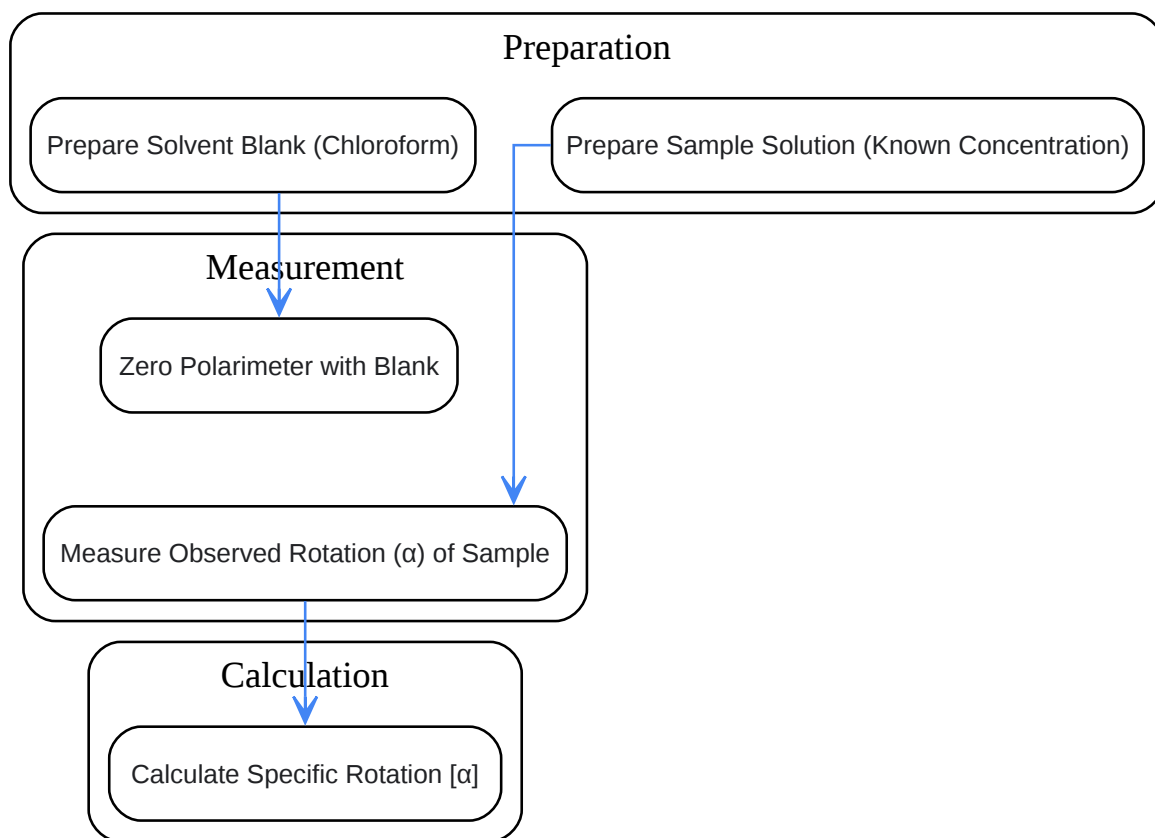 Preparation
Prepare Solvent Blank (Chloroform)
Prepare Sample Solution (Known Concentration)
Measurement
Zero Polarimeter with Blank
Measure Observed Rotation (α) of Sample
Calculation
Calculate Specific Rotation [α]